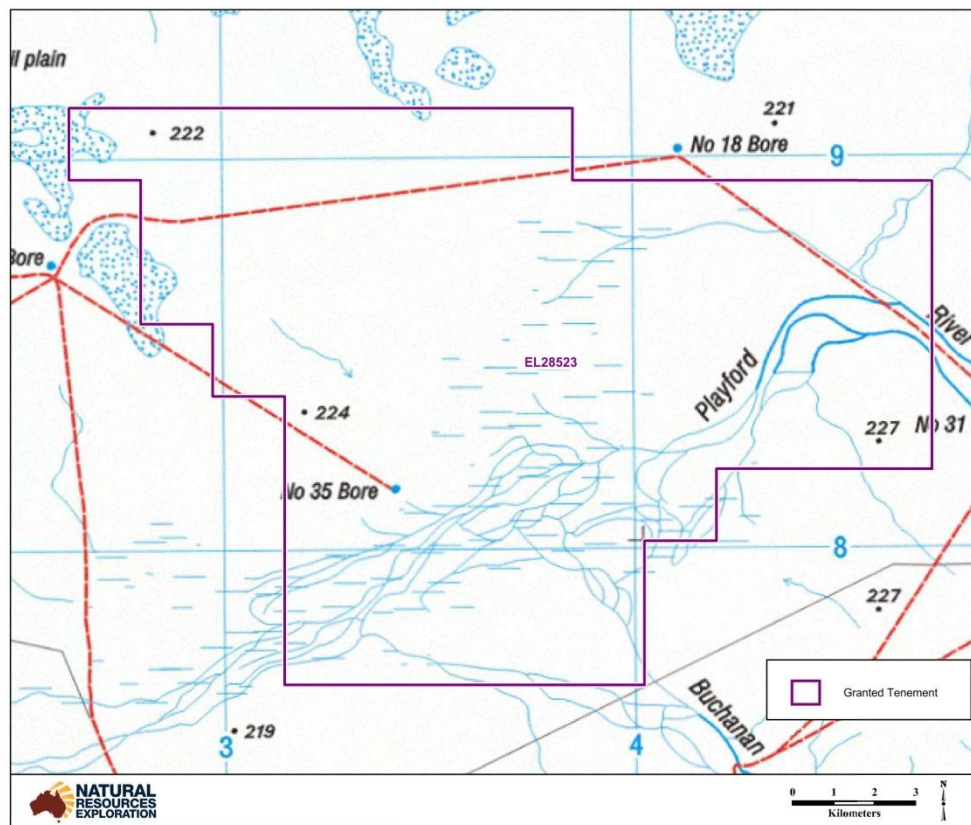 il plain
222
221
No 18 Bore
9
Bore
River
EL28523
Playford
224
227
No 31
No 35 Bore
8
227
Granted Tenement
Buchanan
219
3
4
NATURAL
RESOURCES
EXPLORATION
N
0 1 2 3
Kilometers